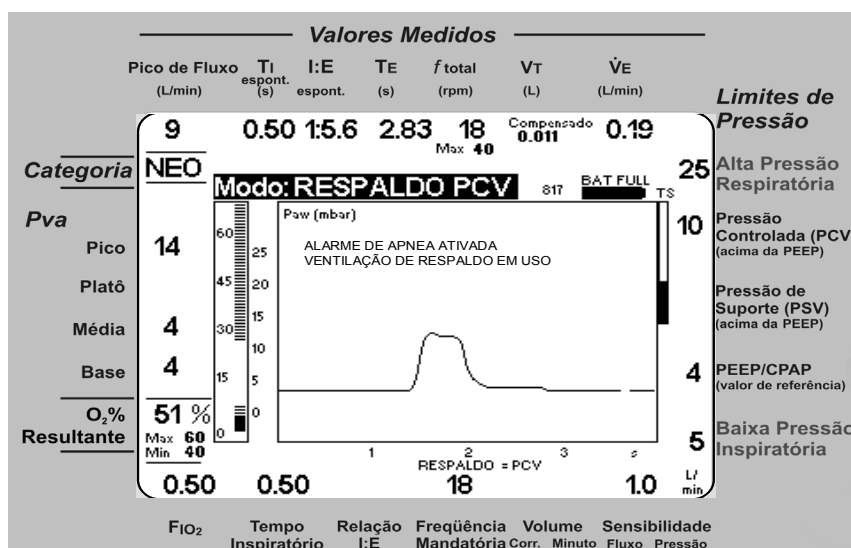 Valores Medidos
Pico de Fluxo TI I:E TE f total VT V̇E
espont.
(L/min) (s) espont. (s) (rpm) (L) (L/min)
Limites de
Pressão
9 0.50 1:5.6 2.83 18 Compensado 0.19
Max 40 0.011
Categoria NEO
Modo: RESPALDO PCV 817 BAT FULL
TS
25 Alta Pressão
Respiratória
Pva
Pico 14
Platô
Média 4
Base 4
60
45
30
15
0
Paw (mbar)
ALARME DE APNEA ATIVADA
VENTILAÇÃO DE RESPALDO EM USO
25
20
15
10
5
0
10 Pressão
Controlada (PCV
(acima da PEEP)
Pressão de
Suporte (PSV)
(acima da PEEP)
4 PEEP/CPAP
(valor de referência)
5 Baixa Pressão
Inspiratória
O₂% 51 %
Resultante Max 60
Min 40
1 2 3 s
RESPALDO = PCV
0.50 0.50 18 1.0 L/
min
FIO₂ Tempo Relação Freqüência Volume Sensibilidade
Inspiratório I:E Mandatória Corr. Minuto Fluxo Pressão